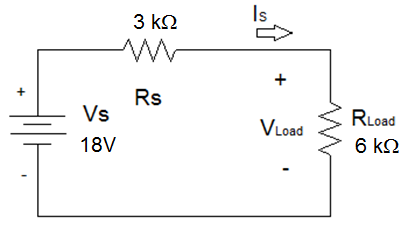 3 kΩ
Is
Rs
+
Vs
18V
-
+
VLoad
-
RLoad
6 kΩ